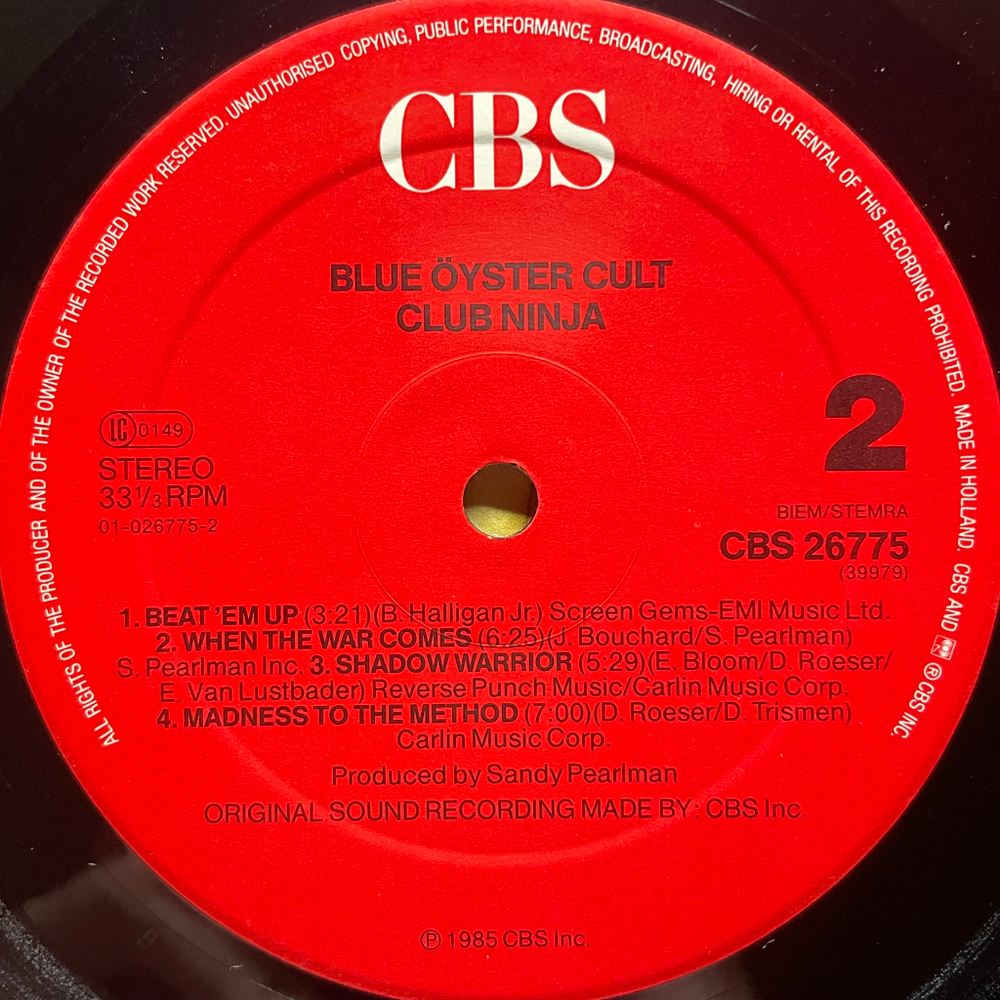 ALL RIGHTS OF THE PRODUCER AND OF THE OWNER OF THE RECORDED WORK RESERVED. UNAUTHORISED COPYING, PUBLIC PERFORMANCE, BROADCASTING, HIRING OR RENTAL OF THIS RECORDING PROHIBITED. MADE IN HOLLAND. CBS AND ® CBS INC.
CBS
BLUE ÖYSTER CULT
CLUB NINJA
LC 0149
STEREO
33 1/3 RPM
01-026775-2
2
BIEM/STEMRA
CBS 26775
(39979)
1. BEAT 'EM UP (3:21)(B. Halligan Jr.) Screen Gems-EMI Music Ltd.
2. WHEN THE WAR COMES (6:25)(J. Bouchard/S. Pearlman)
S. Pearlman Inc. 3. SHADOW WARRIOR (5:29)(E. Bloom/D. Roeser/
E. Van Lustbader) Reverse Punch Music/Carlin Music Corp.
4. MADNESS TO THE METHOD (7:00)(D. Roeser/D. Trismen)
Carlin Music Corp.
Produced by Sandy Pearlman
ORIGINAL SOUND RECORDING MADE BY: CBS Inc.
℗ 1985 CBS Inc.